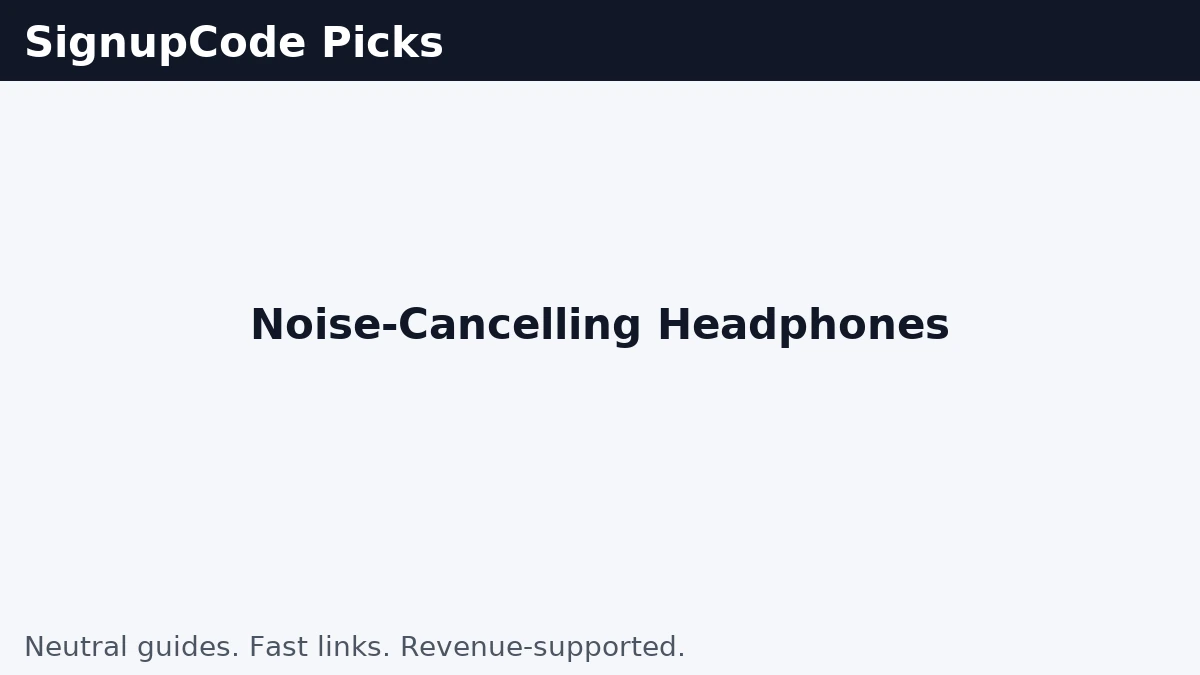 SignupCode Picks
Noise-Cancelling Headphones
Neutral guides. Fast links. Revenue-supported.